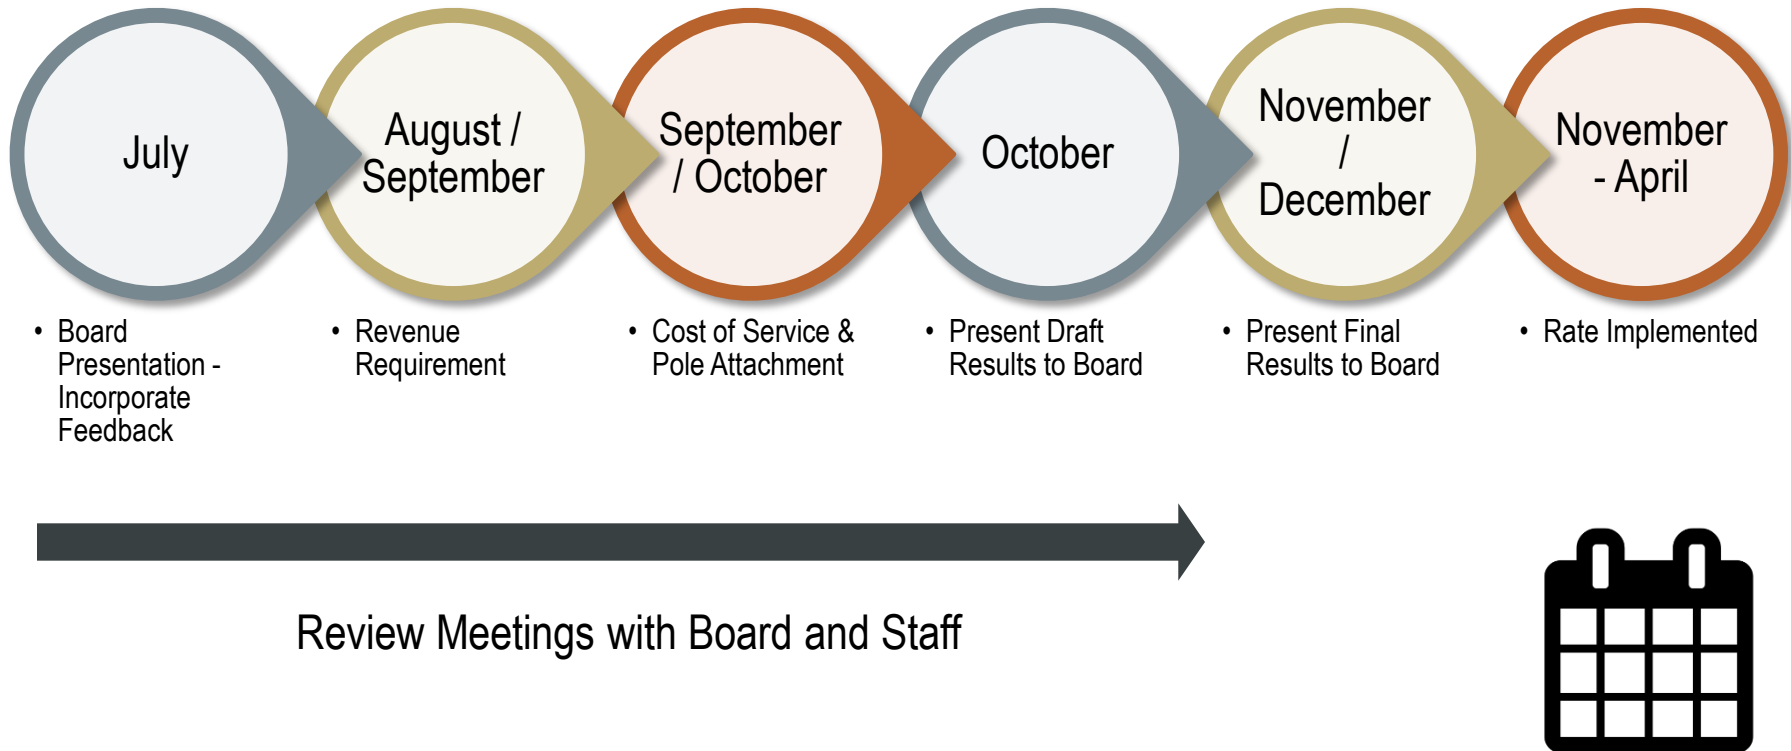 July
August /
September
September
/ October
October
November
/
December
November
- April
• Board
Presentation -
Incorporate
Feedback
• Revenue
Requirement
• Cost of Service &
Pole Attachment
• Present Draft
Results to Board
• Present Final
Results to Board
• Rate Implemented
Review Meetings with Board and Staff